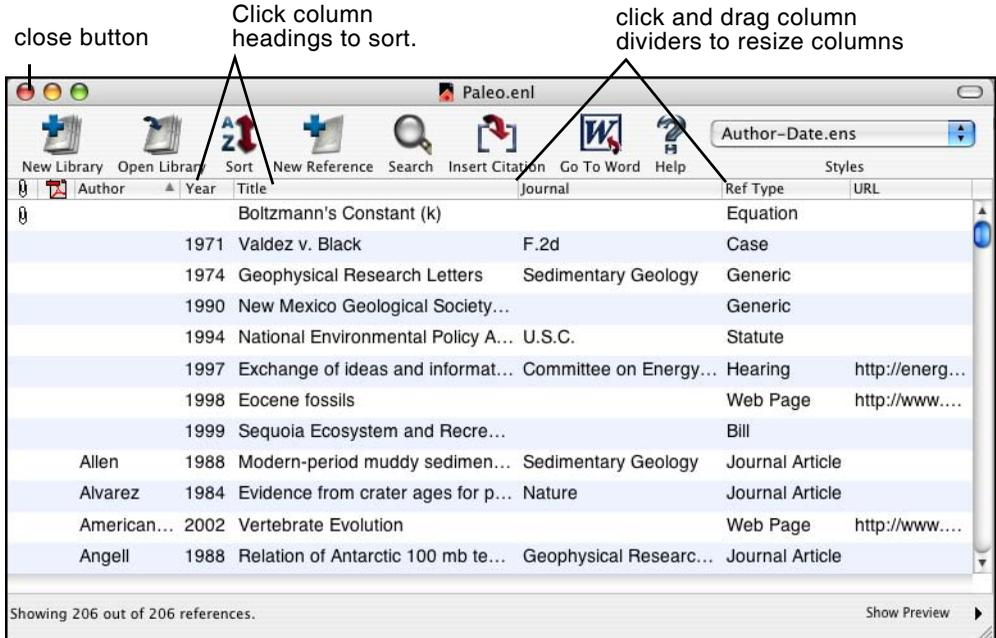 close button
Click column
headings to sort.
click and drag column
dividers to resize columns
Paleo.enl
New Library Open Library Sort New Reference Search Insert Citation Go To Word Help Author-Date.ens Styles
Author Year Title Journal Ref Type URL
Boltzmann's Constant (k) Equation
1971 Valdez v. Black F.2d Case
1974 Geophysical Research Letters Sedimentary Geology Generic
1990 New Mexico Geological Society... Generic
1994 National Environmental Policy A... U.S.C. Statute
1997 Exchange of ideas and informat... Committee on Energy... Hearing http://energ...
1998 Eocene fossils Web Page http://www....
1999 Sequoia Ecosystem and Recre... Bill
Allen 1988 Modern-period muddy sedimen... Sedimentary Geology Journal Article
Alvarez 1984 Evidence from crater ages for p... Nature Journal Article
American... 2002 Vertebrate Evolution Web Page http://www....
Angell 1988 Relation of Antarctic 100 mb te... Geophysical Researc... Journal Article
Showing 206 out of 206 references. Show Preview